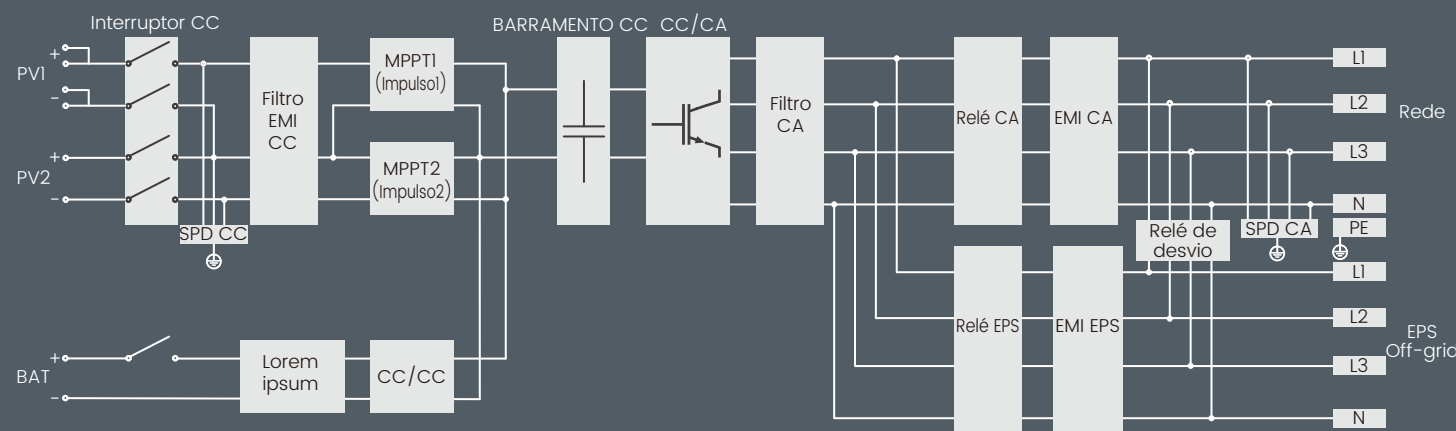 Interruptor CC
BARRAMENTO CC CC/CA
PV1
+
−
PV2
+
−
SPD CC
Filtro
EMI
CC
MPPT1
(Impulso1)
MPPT2
(Impulso2)
Filtro
CA
Relé CA
EMI CA
L1
L2
Rede
L3
N
PE
Relé de
desvio
SPD CA
Relé EPS
EMI EPS
L1
L2
EPS
Off-grid
L3
N
BAT
+
−
Lorem
ipsum
CC/CC